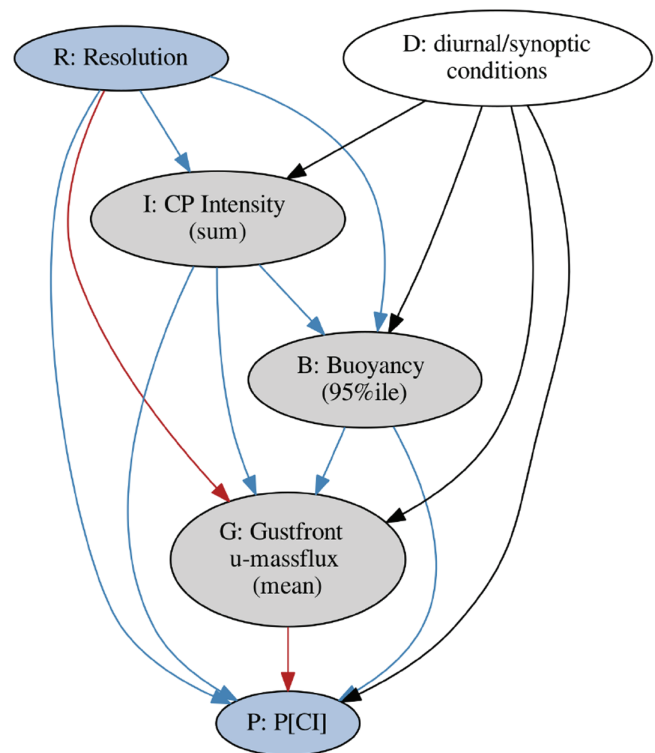 R: Resolution
D: diurnal/synoptic
conditions
I: CP Intensity
(sum)
B: Buoyancy
(95%ile)
G: Gustfront
u-massflux
(mean)
P: P[CI]